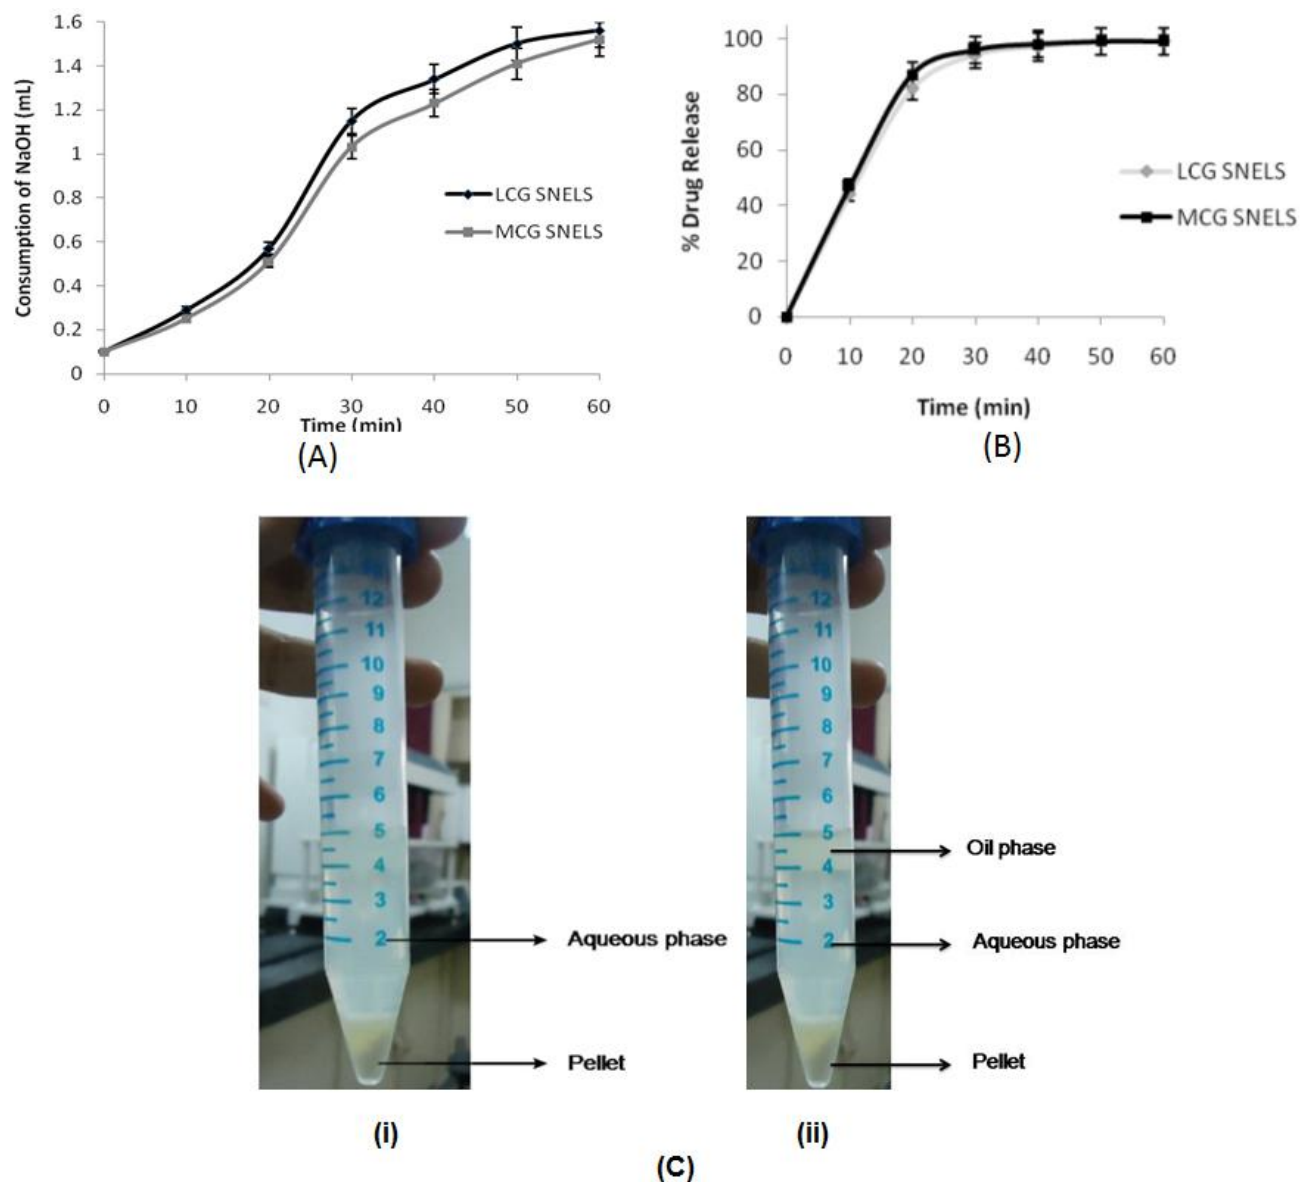 1.6
1.4
1.2
1
0.8
0.6
0.4
0.2
0
Consumption of NaOH (mL)
LCG SNELS
MCG SNELS
0 10 20 30 40 50 60
Time (min)
(A)
100
80
60
40
20
0
% Drug Release
LCG SNELS
MCG SNELS
0 10 20 30 40 50 60
Time (min)
(B)
12
11
10
9
8
7
6
5
4
3
2
Aqueous phase
Pellet
(i)
12
11
10
9
8
7
6
5
4
3
2
Oil phase
Aqueous phase
Pellet
(ii)
(C)